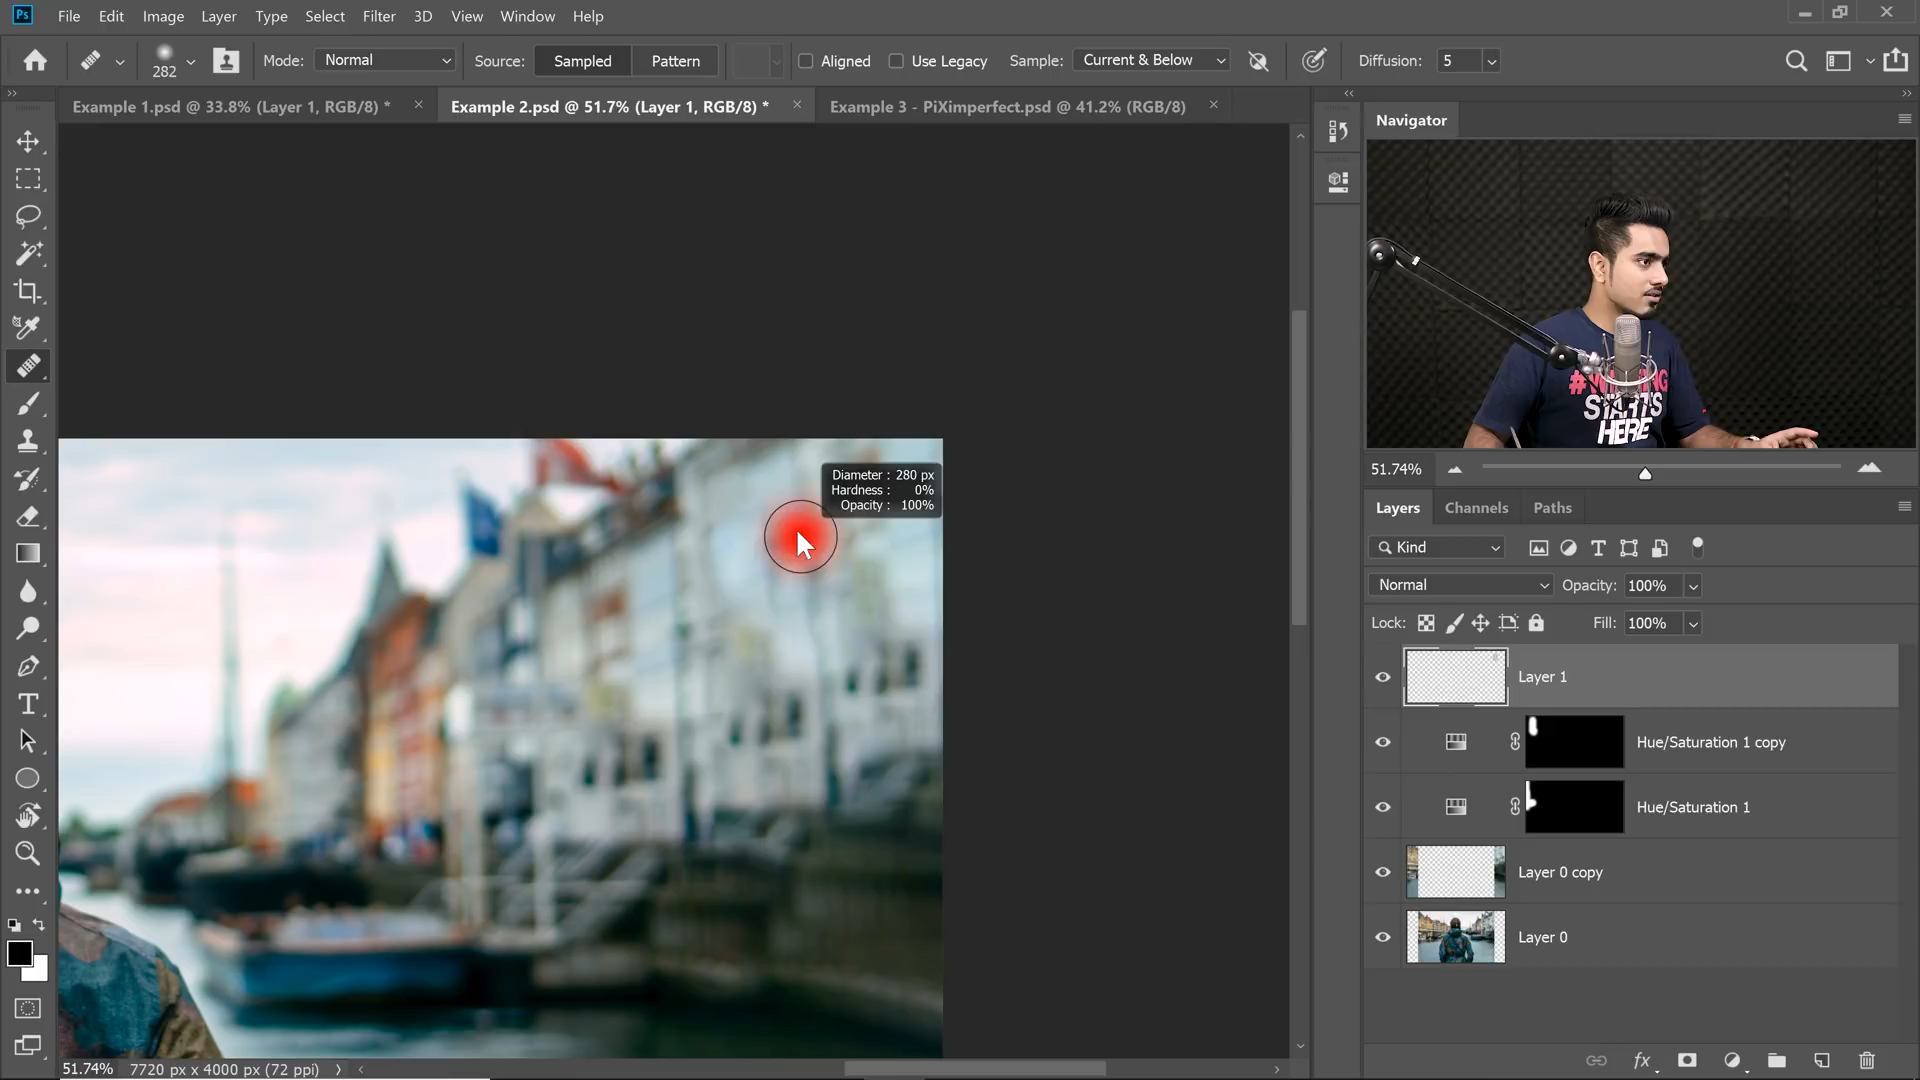 Ps File Edit Image Layer Type Select Filter 3D View Window Help
282 Mode: Normal Source: Sampled Pattern Aligned Use Legacy Sample: Current & Below Diffusion: 5
Example 1.psd @ 33.8% (Layer 1, RGB/8) * Example 2.psd @ 51.7% (Layer 1, RGB/8) * Example 3 - PiXimperfect.psd @ 41.2% (RGB/8)
Navigator
STARTS
HERE
51.74%
Diameter : 280 px
Hardness : 0%
Opacity : 100%
Layers Channels Paths
Kind
Normal Opacity: 100%
Lock: Fill: 100%
Layer 1
Hue/Saturation 1 copy
Hue/Saturation 1
Layer 0 copy
Layer 0
fx
51.74% 7720 px x 4000 px (72 ppi)